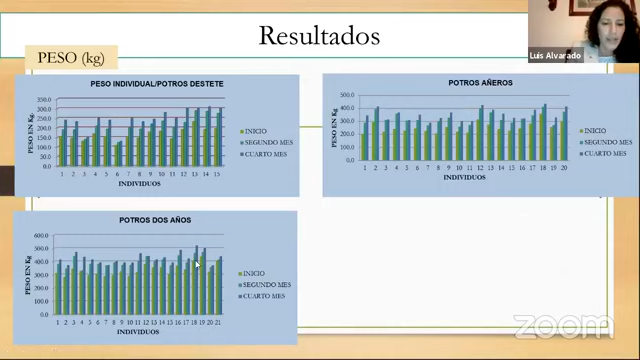 Resultados
Luis Alvarado
PESO (kg)
PESO INDIVIDUAL/POTROS DESTETE
PESO EN Kg
350.0
300.0
250.0
200.0
150.0
100.0
50.0
0.0
1 2 3 4 5 6 7 8 9 10 11 12 13 14 15
INDIVIDUOS
INICIO
SEGUNDO MES
CUARTO MES
POTROS AÑEROS
PESO EN Kg
500.0
400.0
300.0
200.0
100.0
0.0
1 2 3 4 5 6 7 8 9 10 11 12 13 14 15 16 17 18 19 20
INDIVIDUOS
INICIO
SEGUNDO MES
CUARTO MES
POTROS DOS AÑOS
PESO EN Kg
600.0
500.0
400.0
300.0
200.0
100.0
0.0
1 2 3 4 5 6 7 8 9 10 11 12 13 14 15 16 17 18 19 20 21
INDIVIDUOS
INICIO
SEGUNDO MES
CUARTO MES
zoom